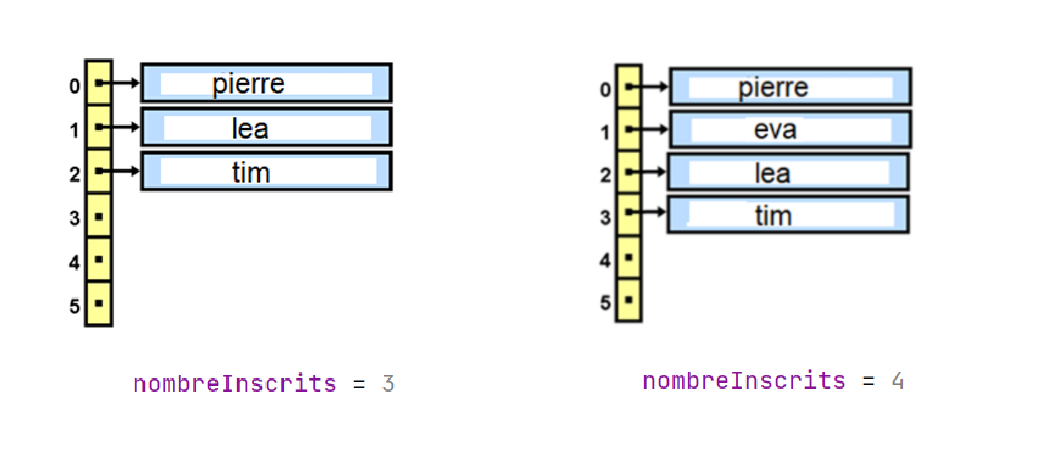 0 pierre
1 lea
2 tim
3
4
5
nombreInscrits = 3
0 pierre
1 eva
2 lea
3 tim
4
5
nombreInscrits = 4